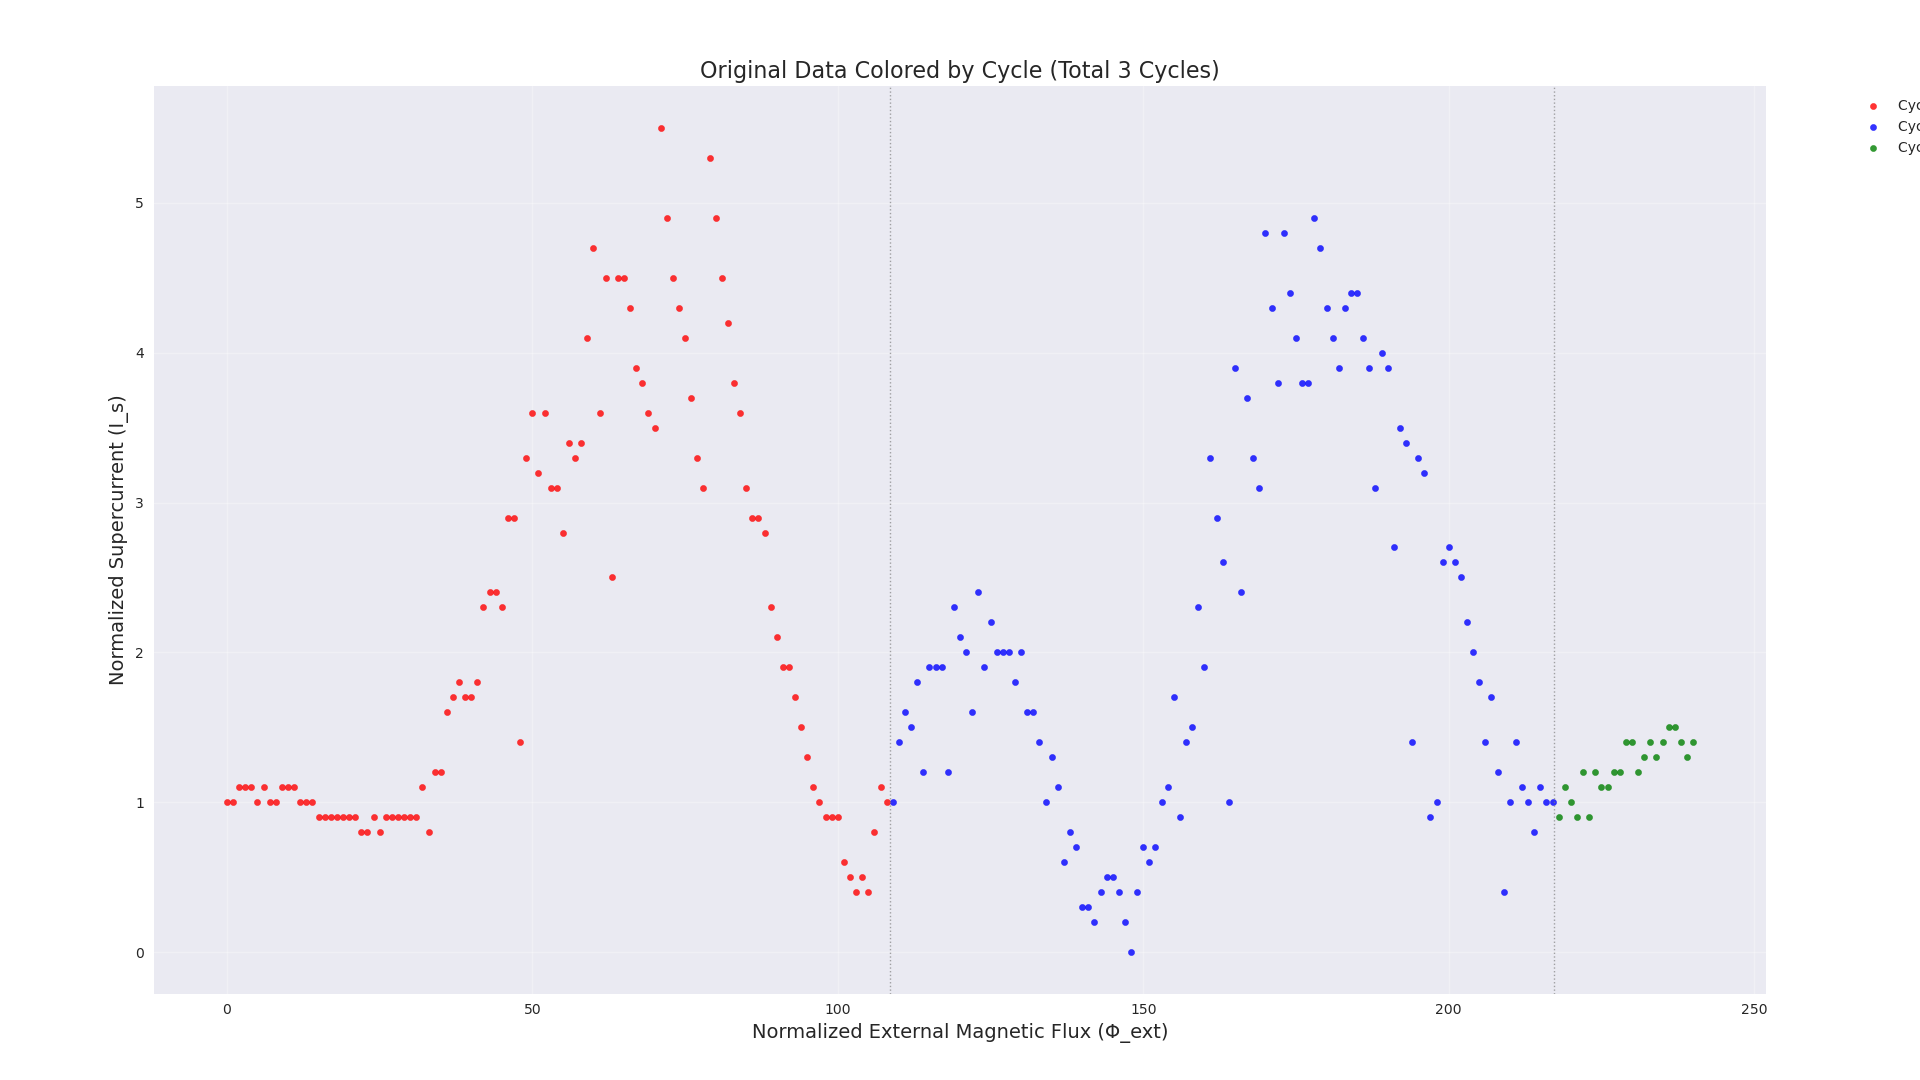 Original Data Colored by Cycle (Total 3 Cycles)
Cyc
Cyc
Cyc
5
4
3
2
1
0
Normalized Supercurrent (I_s)
0
50
100
150
200
250
Normalized External Magnetic Flux (Φ_ext)